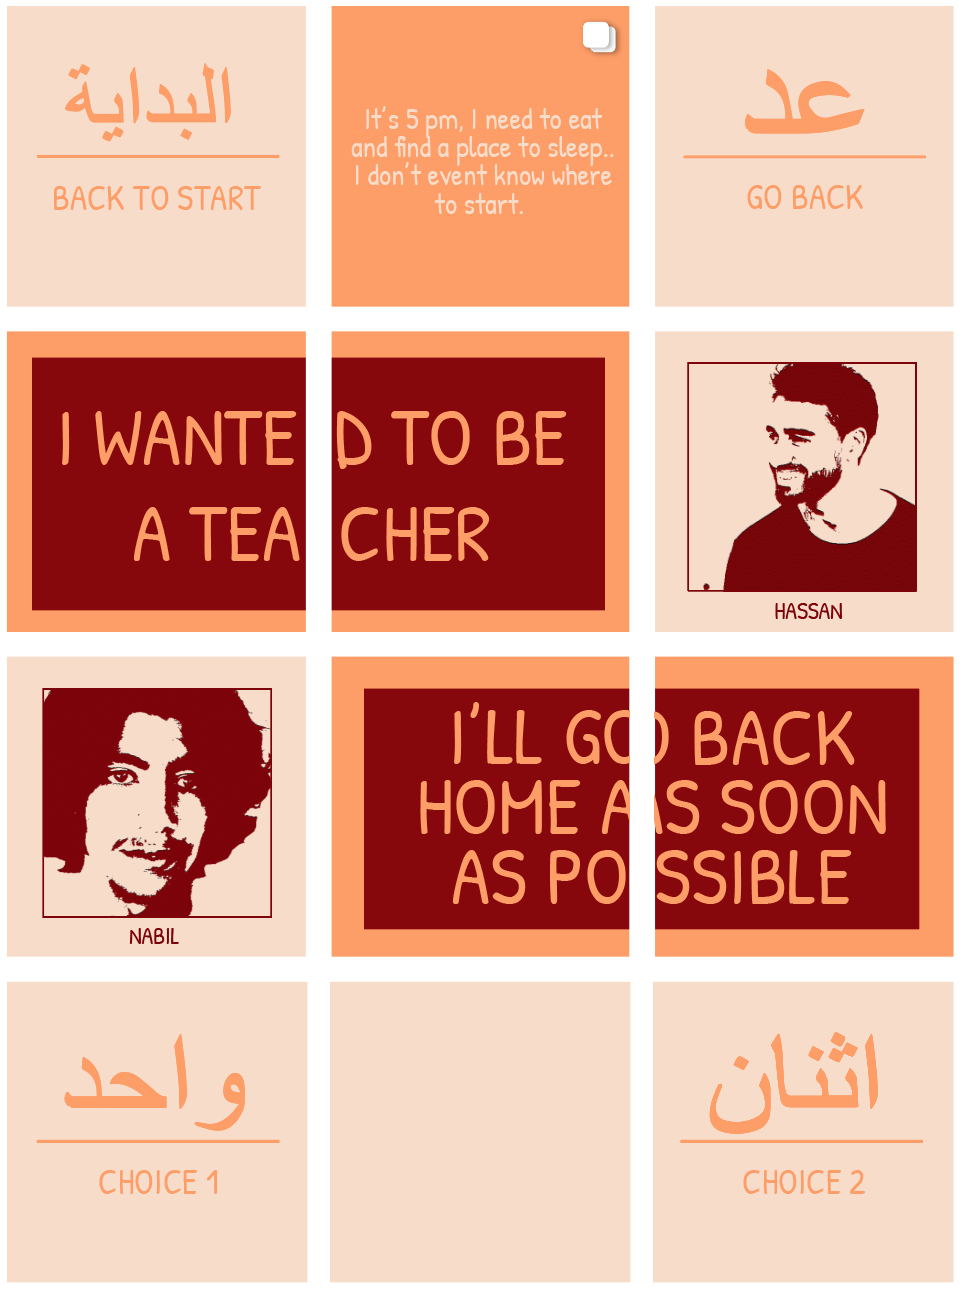 البداية
BACK TO START
It's 5 pm, I need to eat
and find a place to sleep..
I don't event know where
to start.
عد
GO BACK
I WANTED TO BE
A TEACHER
HASSAN
NABIL
I'LL GO BACK
HOME AS SOON
AS POSSIBLE
واحد
CHOICE 1
اثنان
CHOICE 2